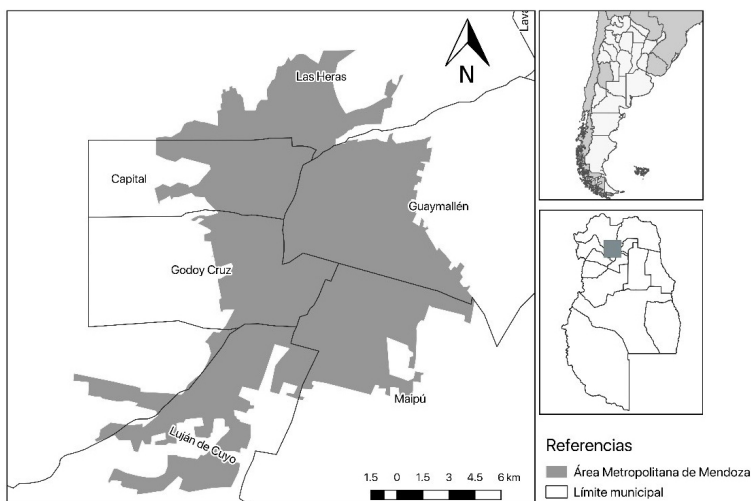 Lava
Las Heras
N
Capital
Guaymallén
Godoy Cruz
Maipú
Luján de Cuyo
1.5 0 1.5 3 4.5 6 km
Referencias
Área Metropolitana de Mendoza
Límite municipal